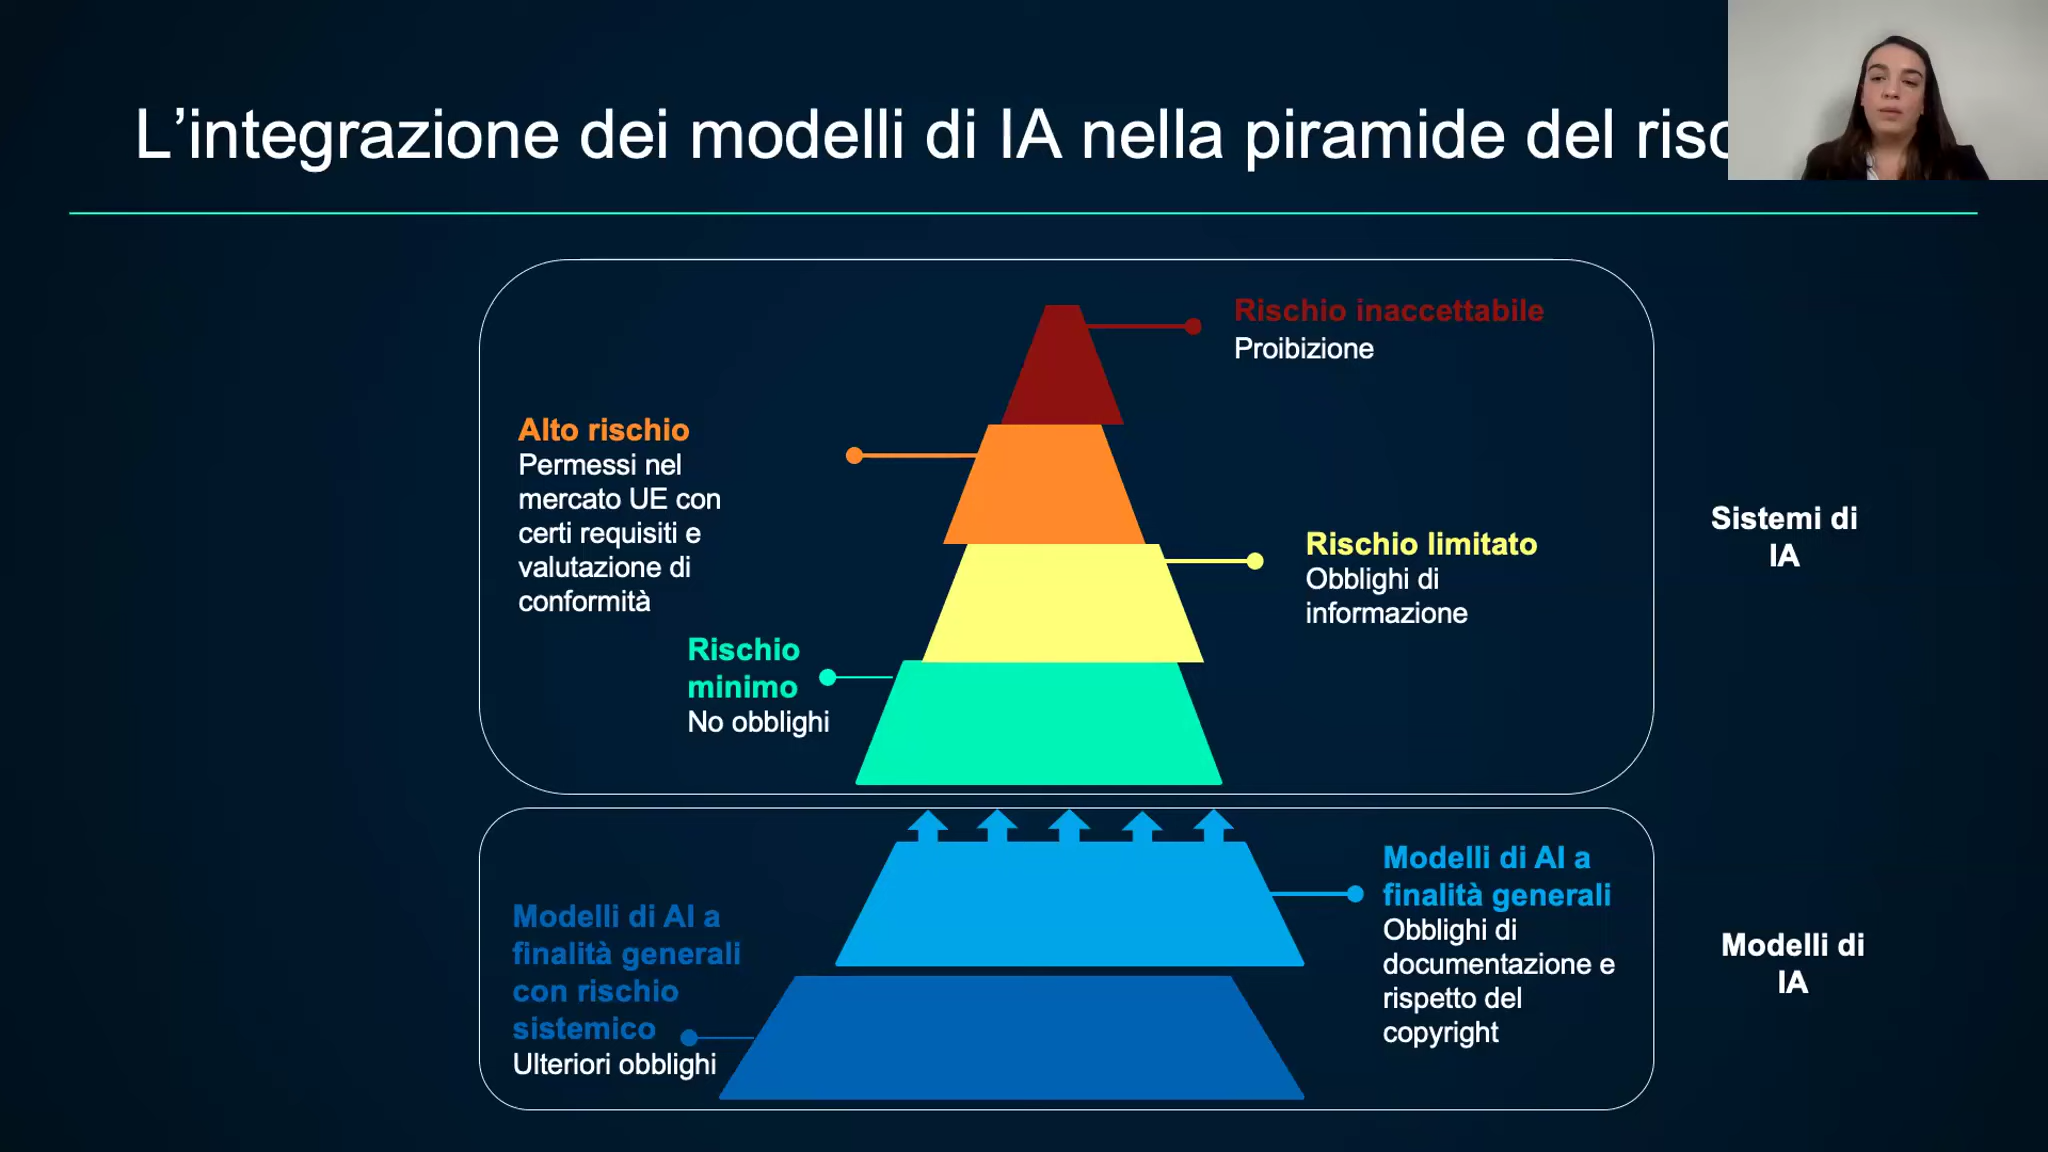 L’integrazione dei modelli di IA nella piramide del
Rischio inaccettabile
Proibizione
Alto rischio
Permessi nel
mercato UE con
certi requisiti e
valutazione di
conformità
Rischio limitato
Obblighi di
informazione
Rischio
minimo
No obblighi
Sistemi di
IA
Modelli di AI a
finalità generali
Obblighi di
documentazione e
rispetto del
copyright
Modelli di AI a
finalità generali
con rischio
sistemico
Ulteriori obblighi
Modelli di
IA